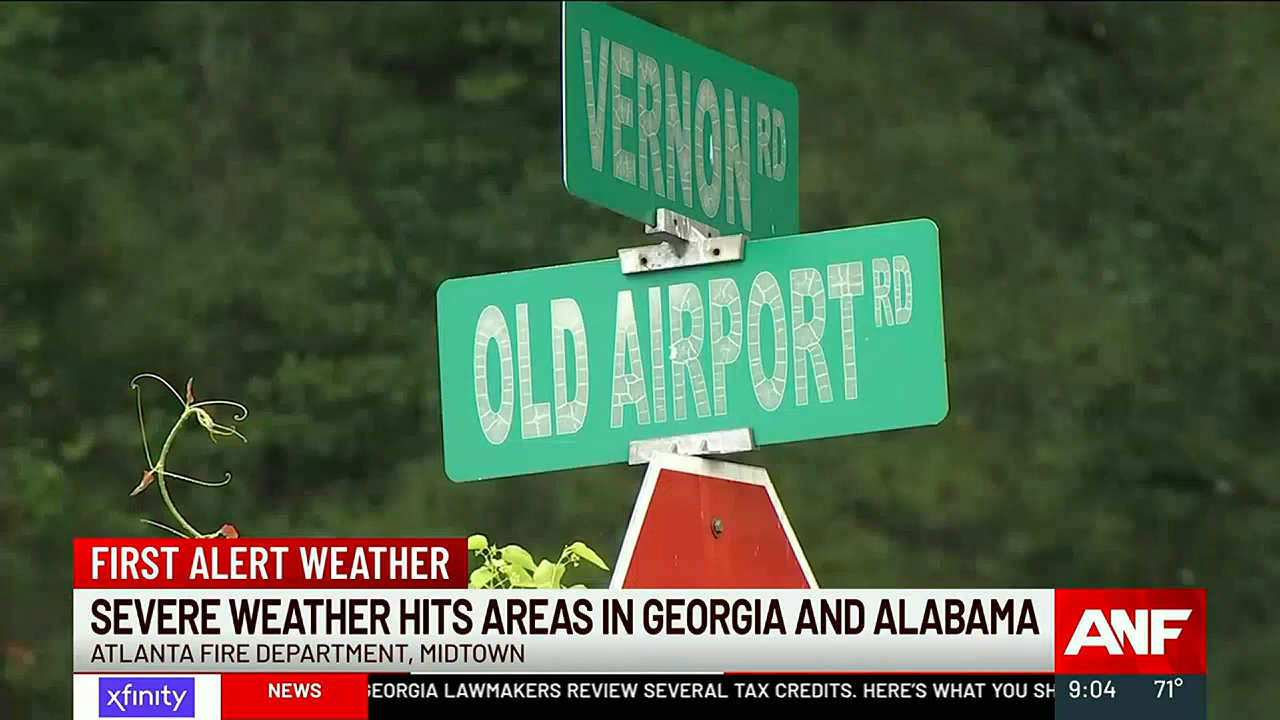 VERNON RD
OLD AIRPORT RD
FIRST ALERT WEATHER
SEVERE WEATHER HITS AREAS IN GEORGIA AND ALABAMA
ATLANTA FIRE DEPARTMENT, MIDTOWN
ANF
xfinity
NEWS
GEORGIA LAWMAKERS REVIEW SEVERAL TAX CREDITS. HERE'S WHAT YOU SH
9:04 71°